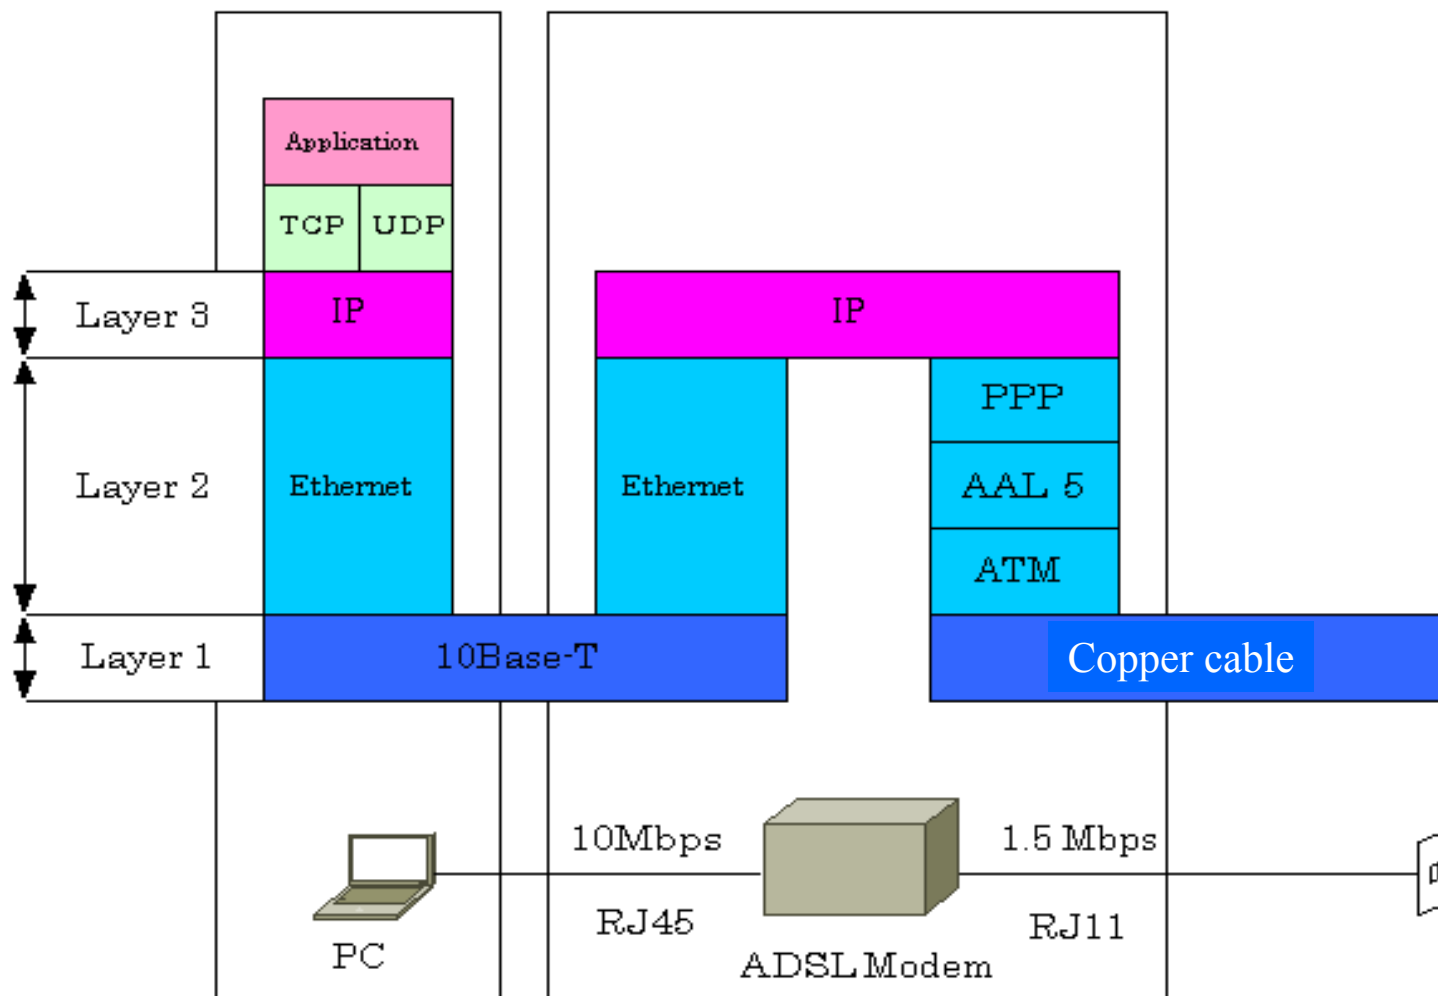 Application
TCP UDP
Layer 3 IP IP
PPP
Layer 2 Ethernet Ethernet AAL 5
ATM
Layer 1 10Base-T Copper cable
10Mbps 1.5 Mbps
RJ45 RJ11
PC ADSL Modem